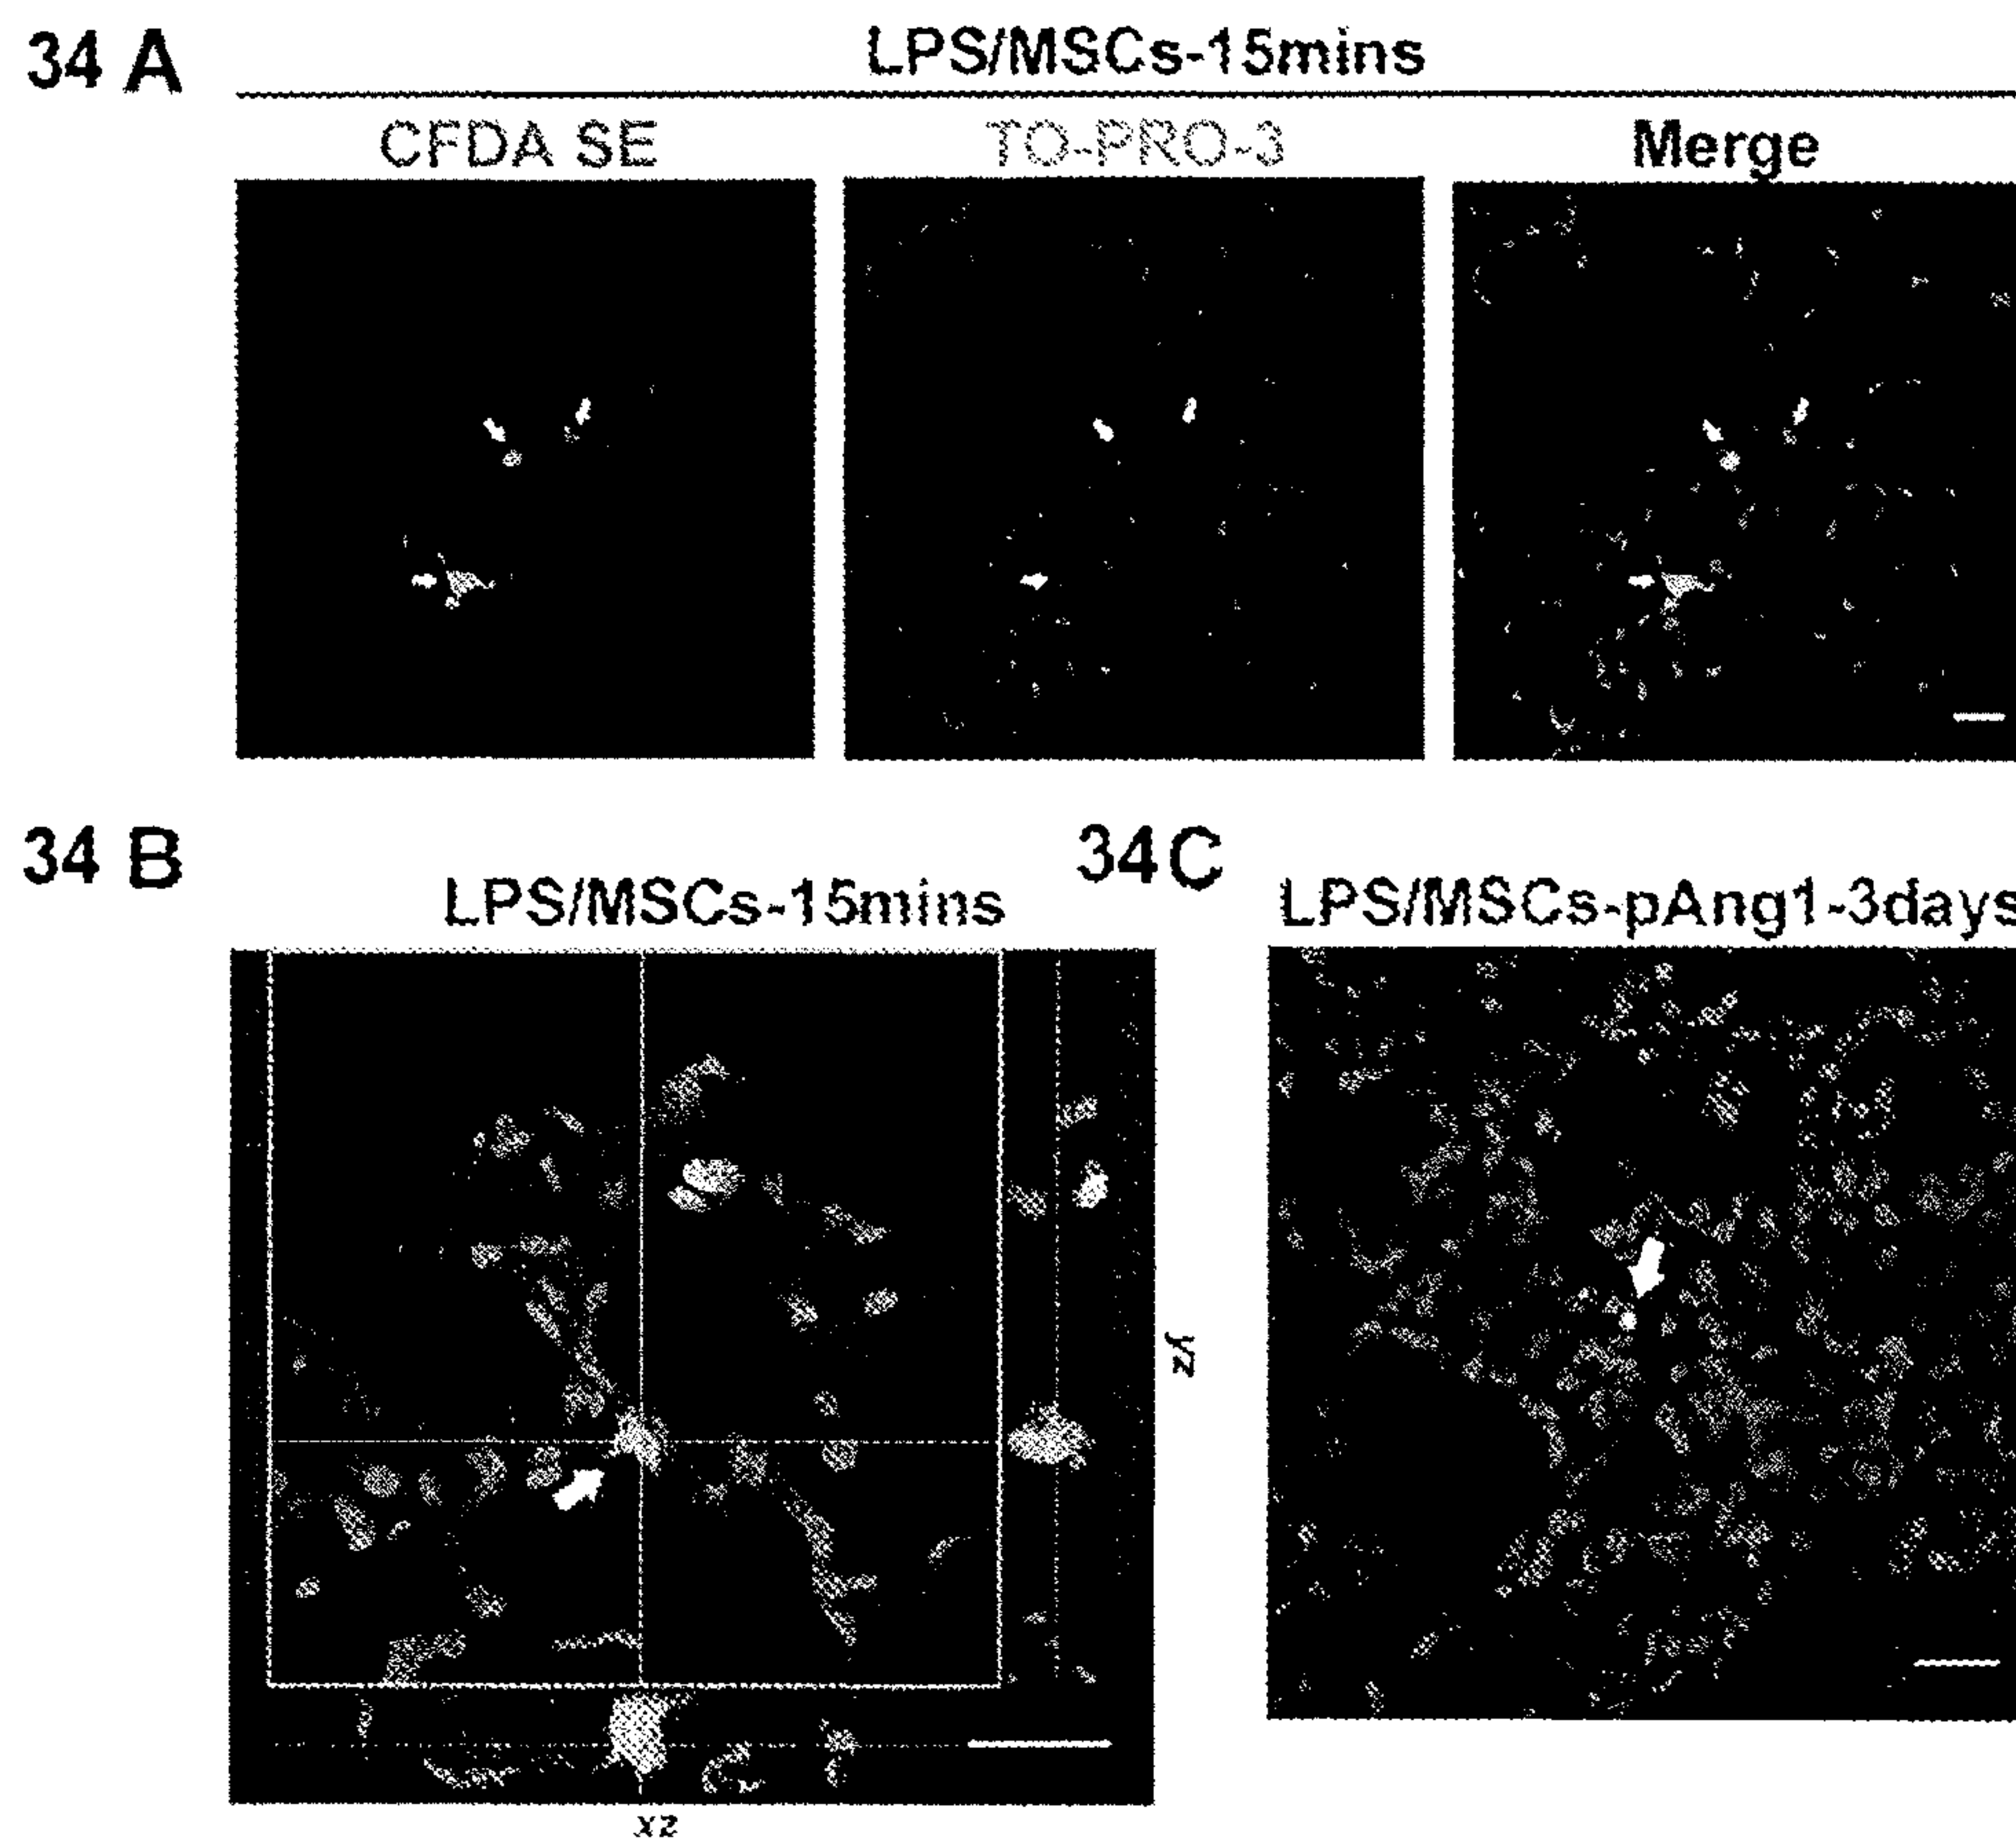 34 A
LPS/MSCs-15mins
CFDA SE
TO-PRO-3
Merge
34 B
LPS/MSCs-15mins
34C
LPS/MSCs-pAng1-3days
yz
xz